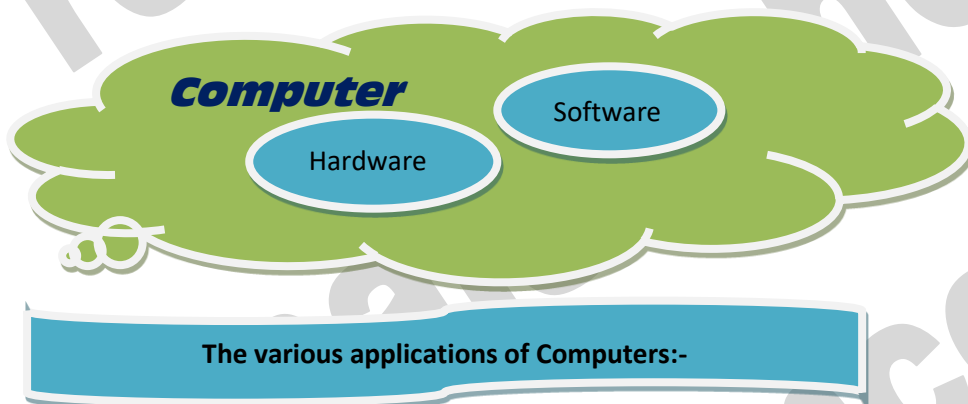 Computer
Software
Hardware
The various applications of Computers:-